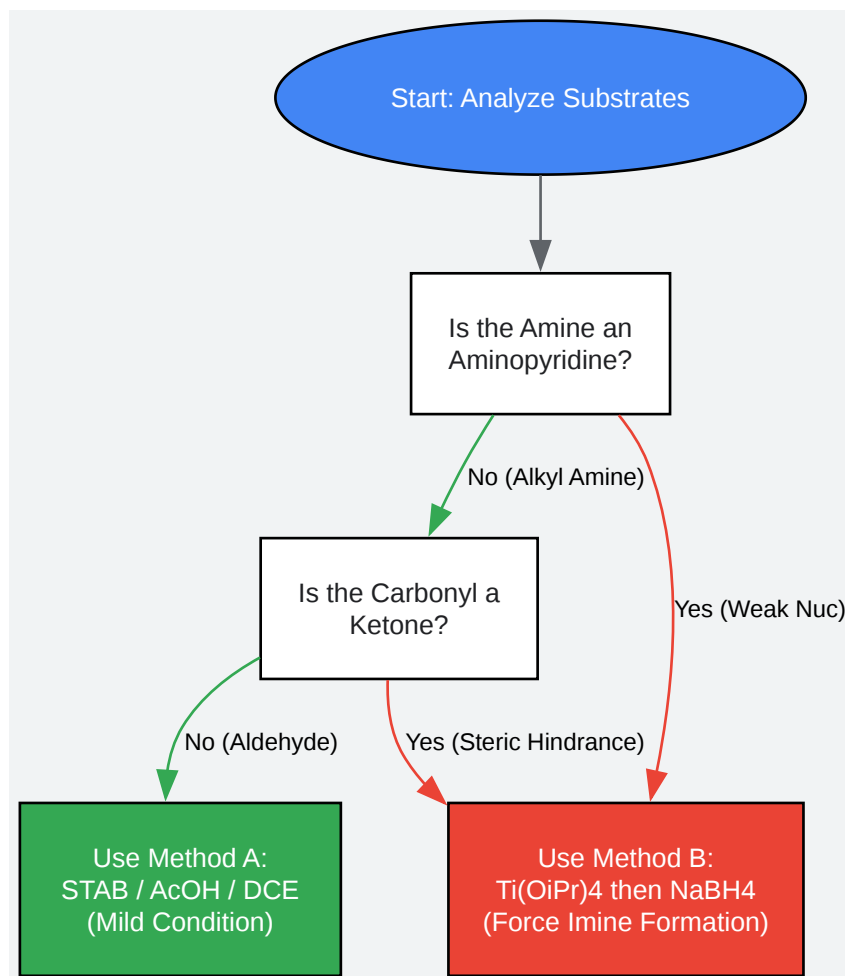 Start: Analyze Substrates
Is the Amine an
Aminopyridine?
No (Alkyl Amine)
Is the Carbonyl a
Ketone?
Yes (Weak Nuc)
No (Aldehyde)
Yes (Steric Hindrance)
Use Method A:
STAB / AcOH / DCE
(Mild Condition)
Use Method B:
Ti(OiPr)4 then NaBH4
(Force Imine Formation)